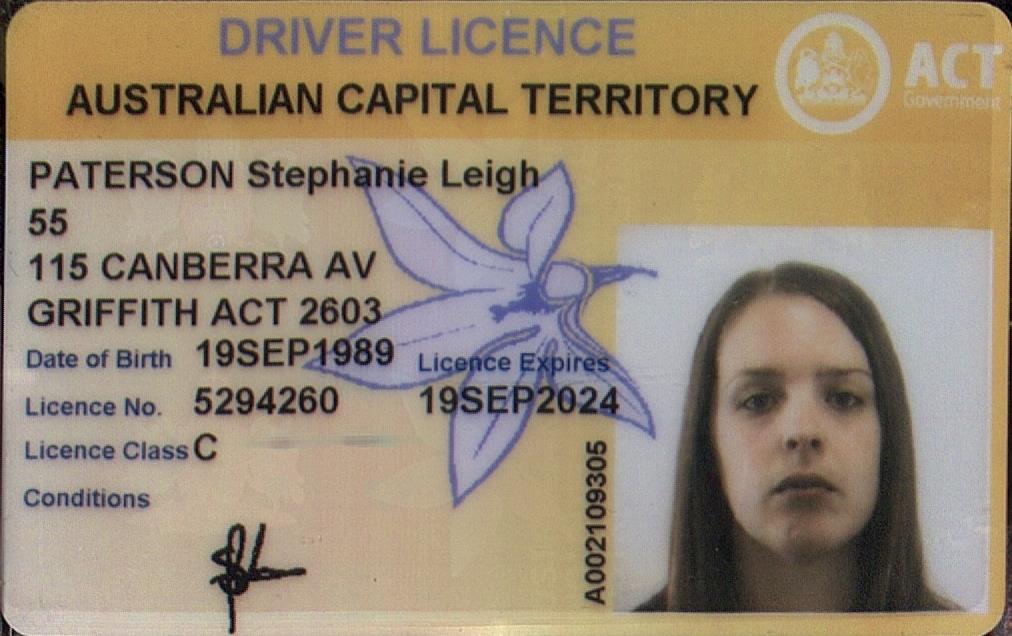 DRIVER LICENCE
AUSTRALIAN CAPITAL TERRITORY
ACT
Government
PATERSON Stephanie Leigh
55
115 CANBERRA AV
GRIFFITH ACT 2603
Date of Birth 19SEP1989
Licence Expires
Licence No. 5294260
19SEP2024
Licence Class C
Conditions
A002109305